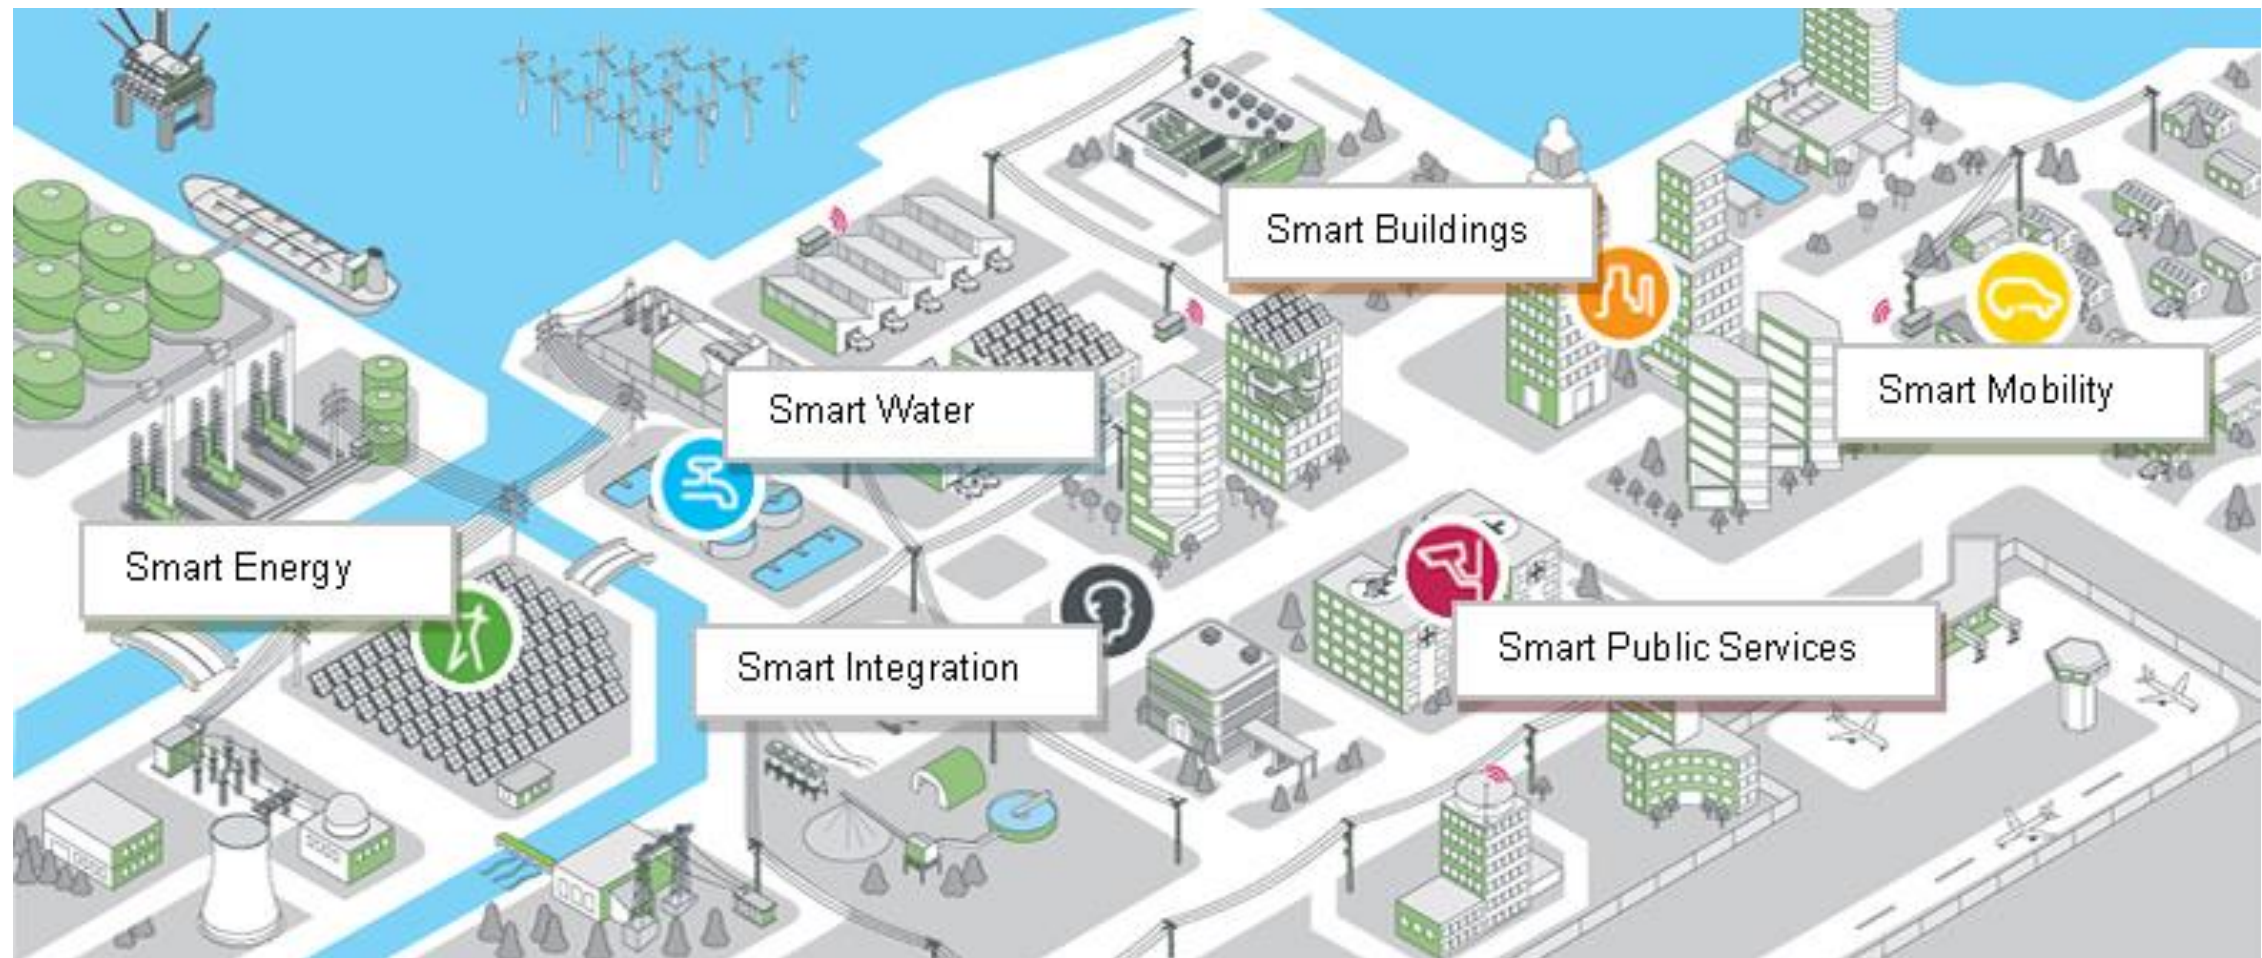 Smart Buildings
Smart Mobility
Smart Water
Smart Energy
Smart Integration
Smart Public Services